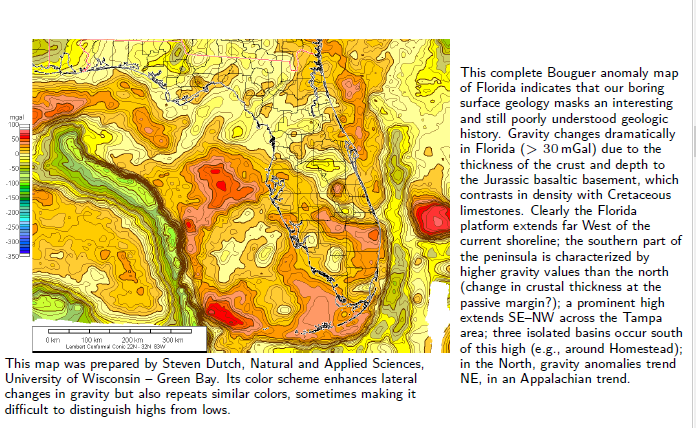 This complete Bouguer anomaly map
of Florida indicates that our boring
surface geology masks an interesting
and still poorly understood geologic
history. Gravity changes dramatically
in Florida (> 30 mGal) due to the
thickness of the crust and depth to
the Jurassic basaltic basement, which
contrasts in density with Cretaceous
limestones. Clearly the Florida
platform extends far West of the
current shoreline; the southern part of
the peninsula is characterized by
higher gravity values than the north
(change in crustal thickness at the
passive margin?); a prominent high
extends SE–NW across the Tampa
area; three isolated basins occur south
of this high (e.g., around Homestead);
in the North, gravity anomalies trend
NE, in an Appalachian trend.
mgal
100
50
0
-50
-100
-150
-200
-250
-300
-350
0 km 100 km 200 km 300 km
Lambert Conformal Conic 22N - 32N 83W
This map was prepared by Steven Dutch, Natural and Applied Sciences,
University of Wisconsin – Green Bay. Its color scheme enhances lateral
changes in gravity but also repeats similar colors, sometimes making it
difficult to distinguish highs from lows.